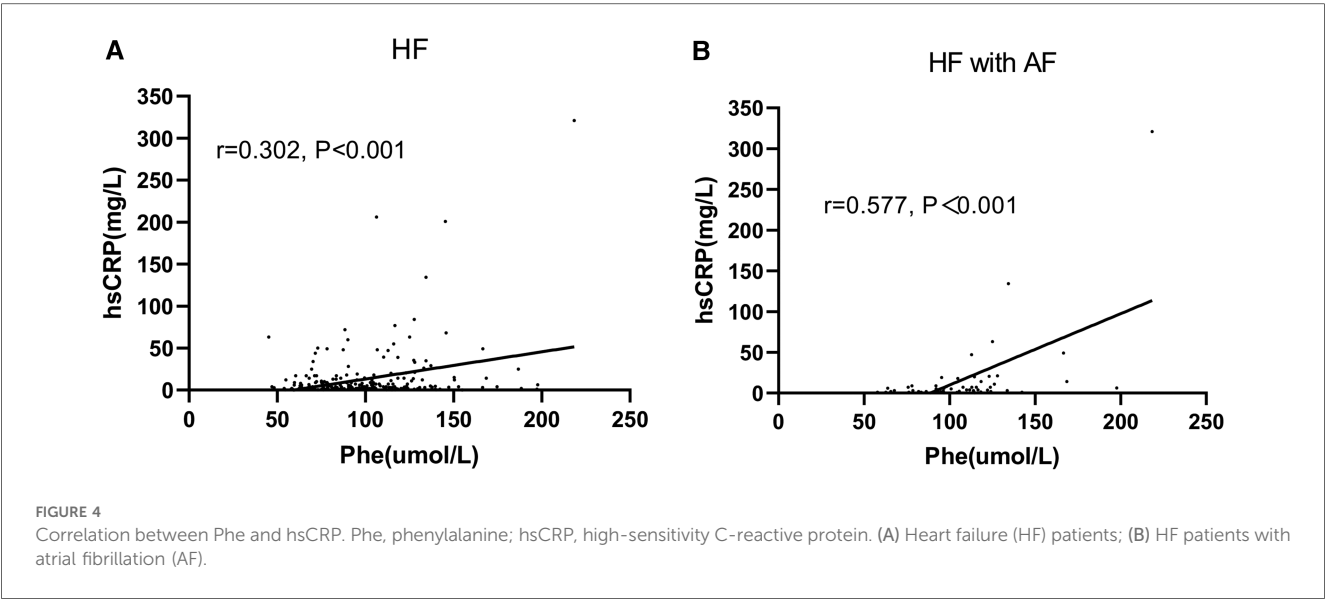 A
HF
350
300
250
200
150
100
50
0
hsCRP(mg/L)
r=0.302, P<0.001
0 50 100 150 200 250
Phe(umol/L)
B
HF with AF
350
300
250
200
150
100
50
0
hsCRP(mg/L)
r=0.577, P<0.001
0 50 100 150 200 250
Phe(umol/L)
FIGURE 4
Correlation between Phe and hsCRP. Phe, phenylalanine; hsCRP, high-sensitivity C-reactive protein. (A) Heart failure (HF) patients; (B) HF patients with
atrial fibrillation (AF).